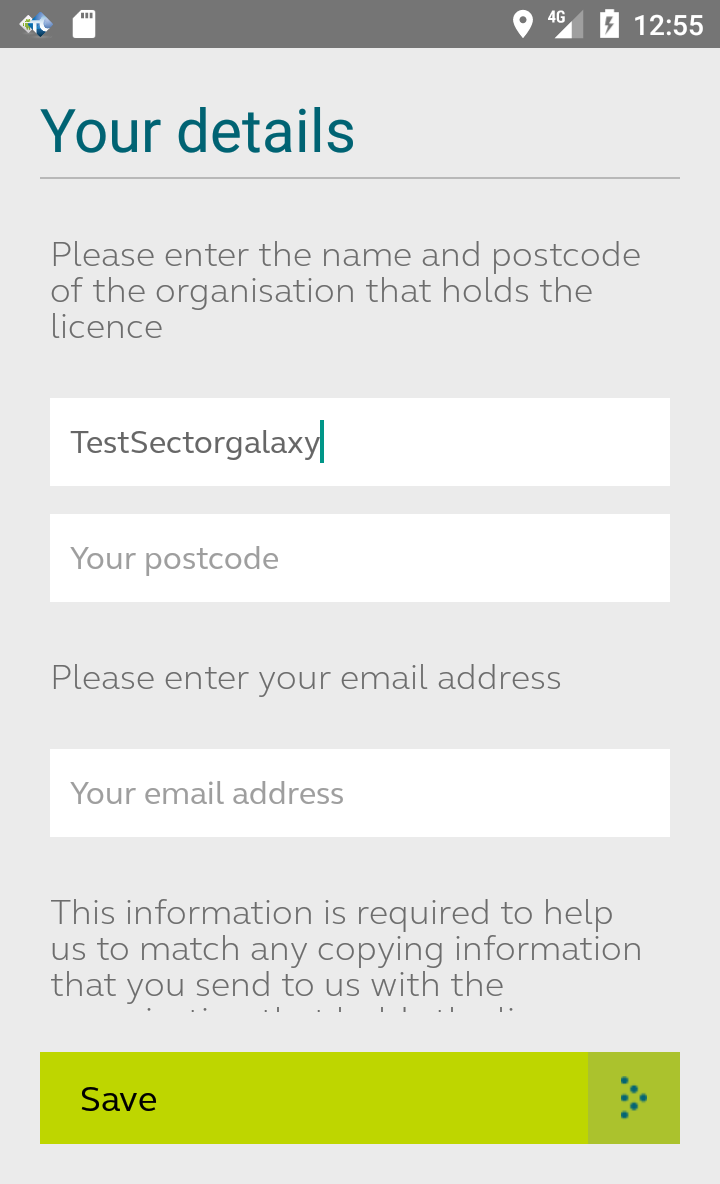 4G 12:55
Your details
Please enter the name and postcode
of the organisation that holds the
licence
TestSectorgalaxy
Your postcode
Please enter your email address
Your email address
This information is required to help
us to match any copying information
that you send to us with the
Save